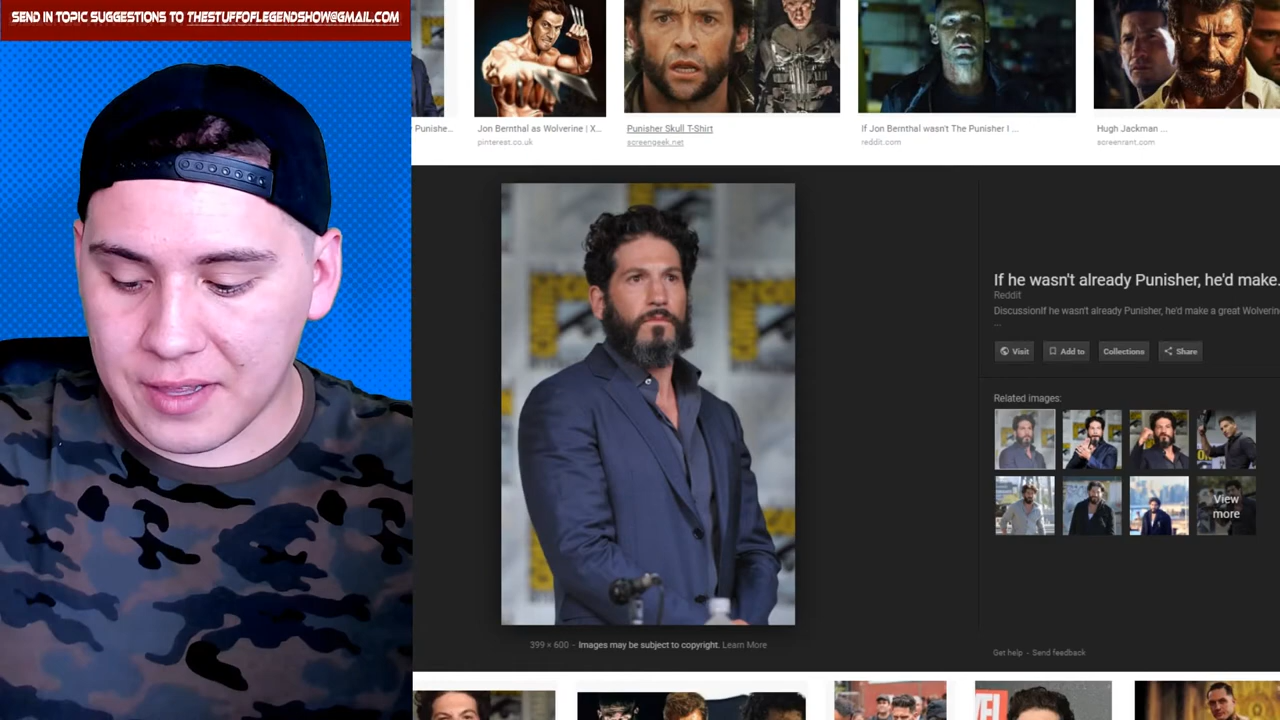 SEND IN TOPIC SUGGESTIONS TO THESTUFFOFLEGENDSHOW@GMAIL.COM
Punishe...
Jon Bernthal as Wolverine | X...
pinterest.co.uk
Punisher Skull T-Shirt
screengeek.net
If Jon Bernthal wasn't The Punisher I ...
reddit.com
Hugh Jackman ...
screenrant.com
If he wasn't already Punisher, he'd make.
Reddit
DiscussionIf he wasn't already Punisher, he'd make a great Wolverin
...
Visit
Add to
Collections
Share
Related images:
View
more
399 × 600 - Images may be subject to copyright. Learn More
Get help - Send feedback